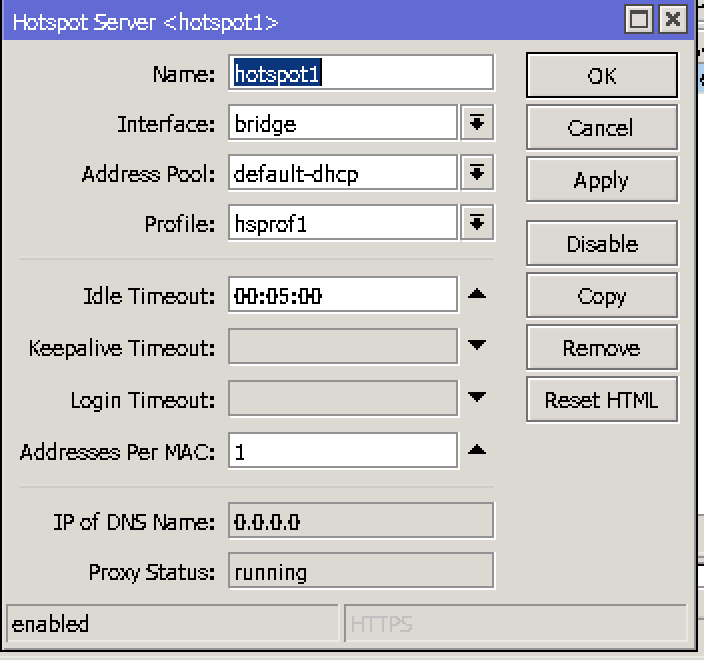 Hotspot Server <hotspot1>
Name: hotspot1
OK
Interface: bridge
Cancel
Address Pool: default-dhcp
Apply
Profile: hsprof1
Disable
Idle Timeout: 00:05:00
Copy
Keepalive Timeout:
Remove
Login Timeout:
Reset HTML
Addresses Per MAC: 1
IP of DNS Name: 0.0.0.0
Proxy Status: running
enabled
HTTPS